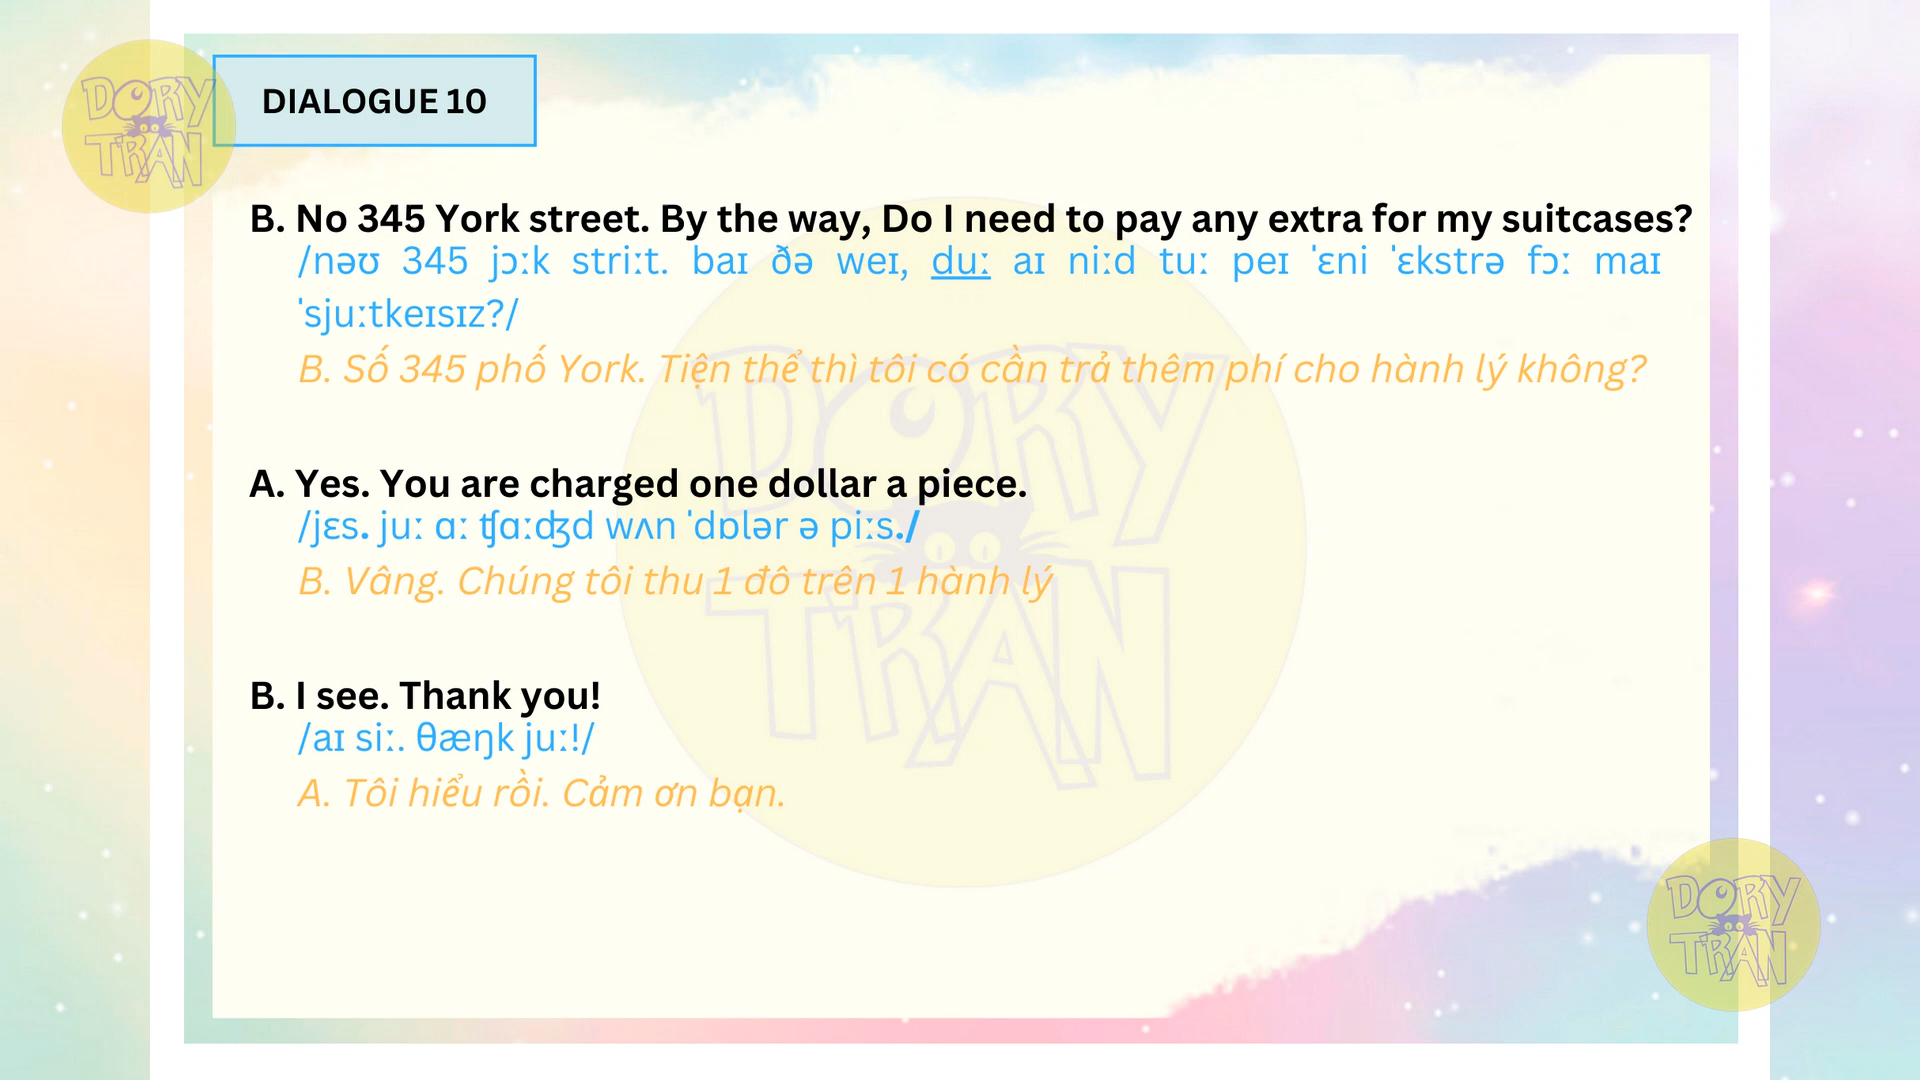 DORY
TRAN
DIALOGUE 10
B. No 345 York street. By the way, Do I need to pay any extra for my suitcases?
/nəʊ 345 jɔːk striːt. baɪ ðə weɪ, duː aɪ niːd tuː peɪ ˈɛni ˈɛkstrə fɔː maɪ
ˈsjuːtkeɪsɪz?/
B. Số 345 phố York. Tiện thể thì tôi có cần trả thêm phí cho hành lý không?
A. Yes. You are charged one dollar a piece.
/jɛs. juː ɑː ʧɑːʤd wʌn ˈdɒlər ə piːs./
B. Vâng. Chúng tôi thu 1 đô trên 1 hành lý
B. I see. Thank you!
/aɪ siː. θæŋk juː!/
A. Tôi hiểu rồi. Cảm ơn bạn.
DORY
TRAN
DORY
TRAN